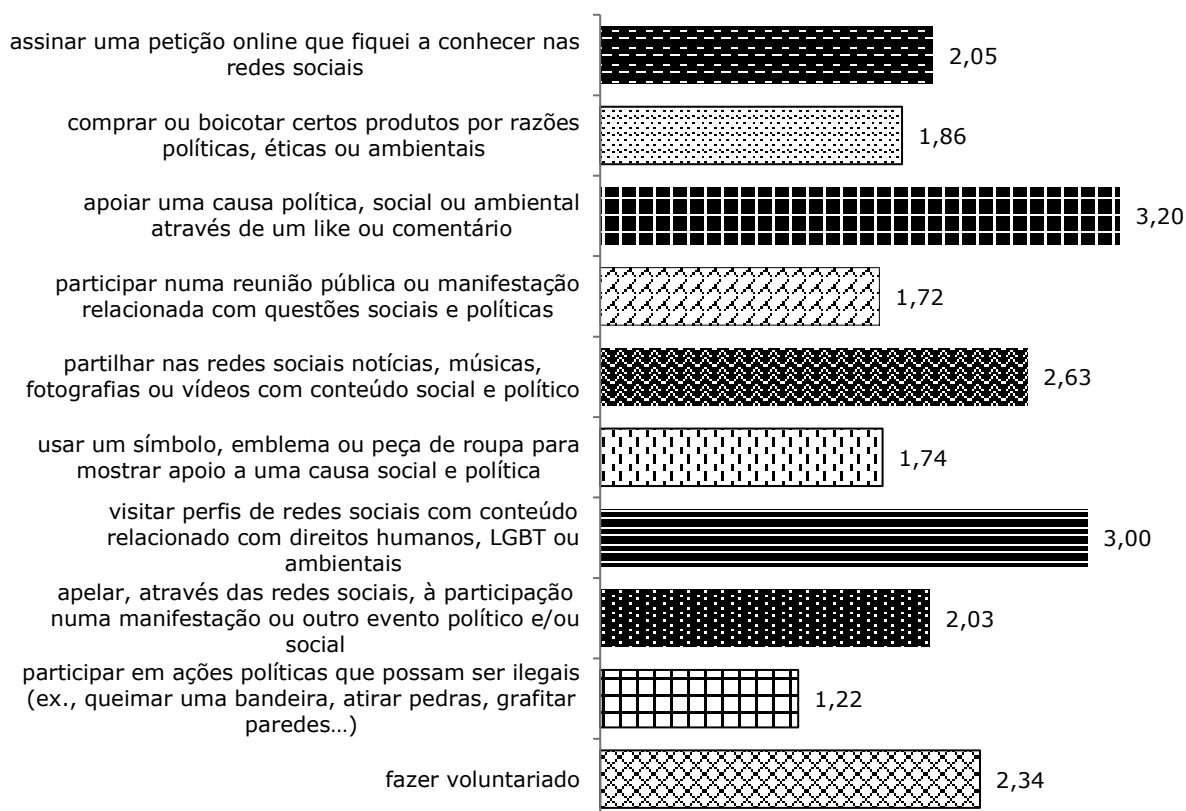 assinar uma petição online que fiquei a conhecer nas
redes sociais
2,05
comprar ou boicotar certos produtos por razões
políticas, éticas ou ambientais
1,86
apoiar uma causa política, social ou ambiental
através de um like ou comentário
3,20
participar numa reunião pública ou manifestação
relacionada com questões sociais e políticas
1,72
partilhar nas redes sociais notícias, músicas,
fotografias ou vídeos com conteúdo social e político
2,63
usar um símbolo, emblema ou peça de roupa para
mostrar apoio a uma causa social e política
1,74
visitar perfis de redes sociais com conteúdo
relacionado com direitos humanos, LGBT ou
ambientais
3,00
apelar, através das redes sociais, à participação
numa manifestação ou outro evento político e/ou
social
2,03
participar em ações políticas que possam ser ilegais
(ex., queimar uma bandeira, atirar pedras, grafitar
paredes…)
1,22
fazer voluntariado
2,34